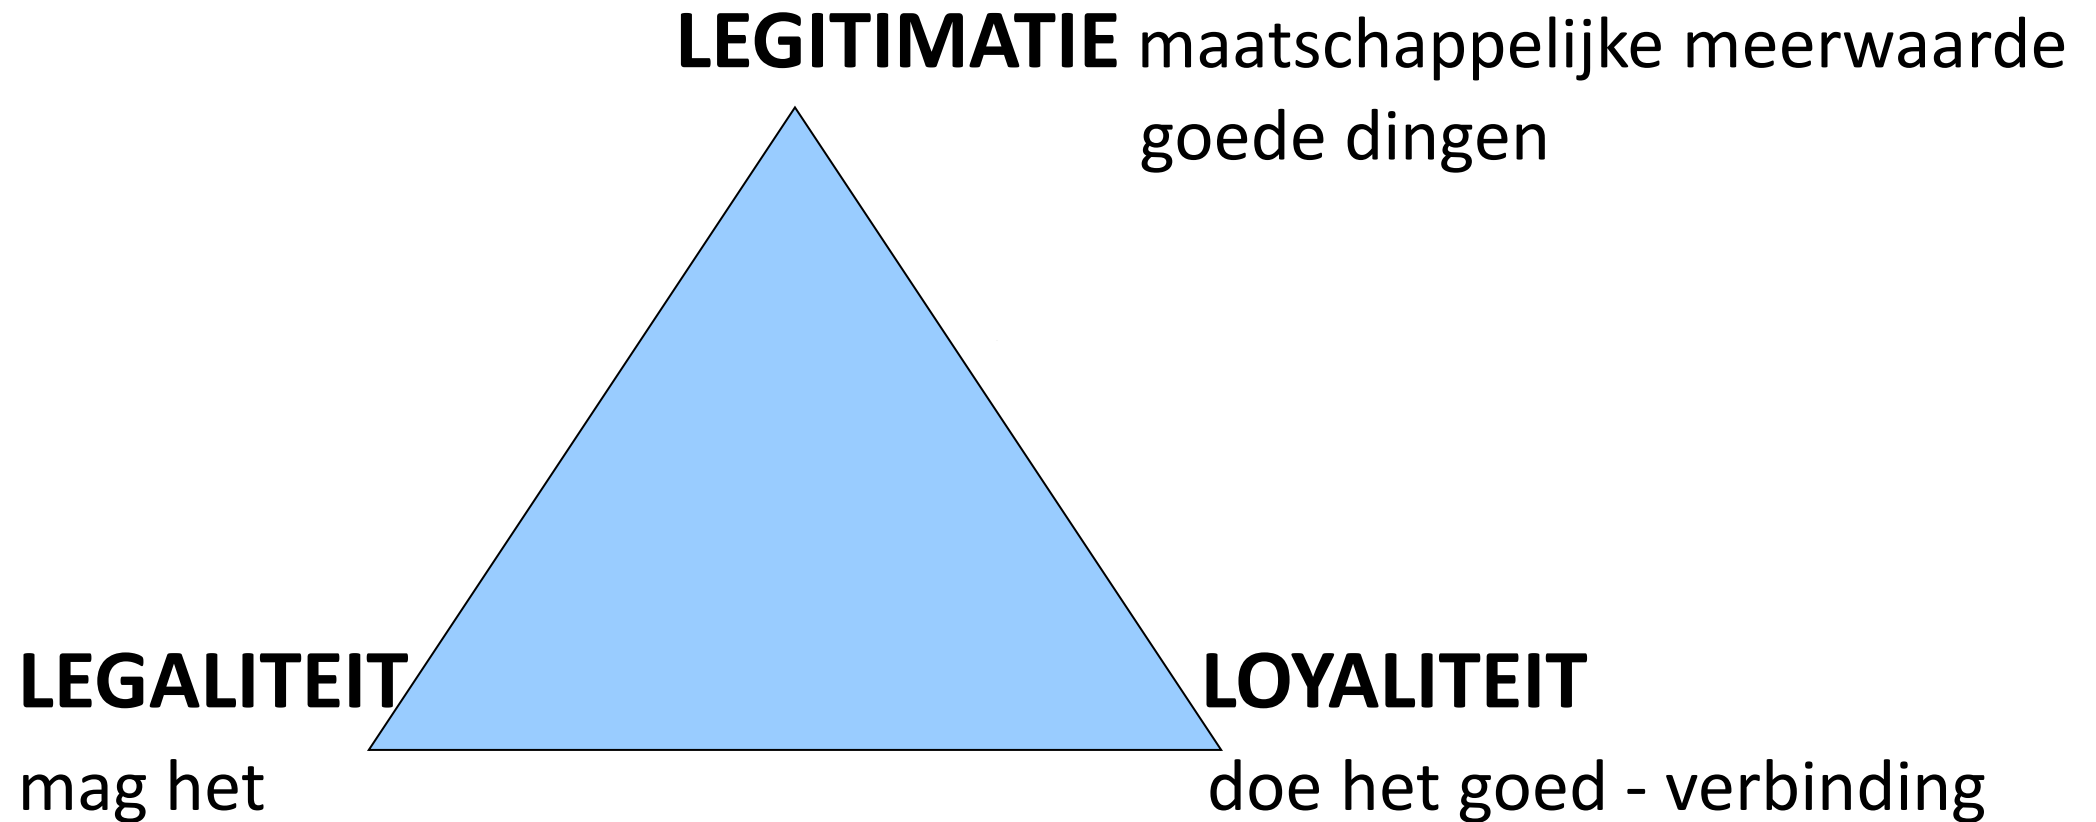 LEGITIMATIE maatschappelijke meerwaarde
goede dingen
LEGALITEIT
mag het
LOYALITEIT
doe het goed - verbinding